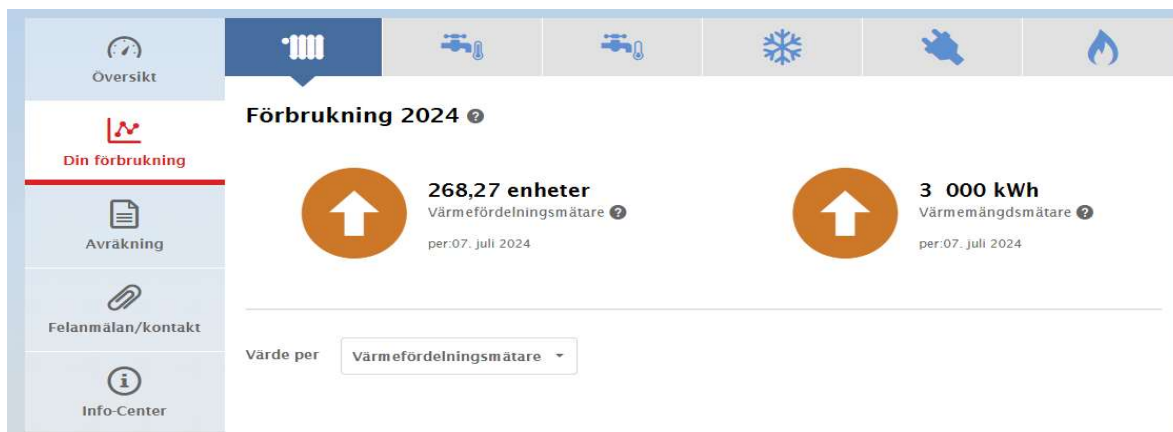 Översikt
Din förbrukning
Avräkning
Felanmälan/kontakt
Info-Center
Förbrukning 2024 ?
268,27 enheter
Värmefördelningsmätare ?
per:07. juli 2024
3 000 kWh
Värmemängdsmätare ?
per:07. juli 2024
Värde per
Värmefördelningsmätare